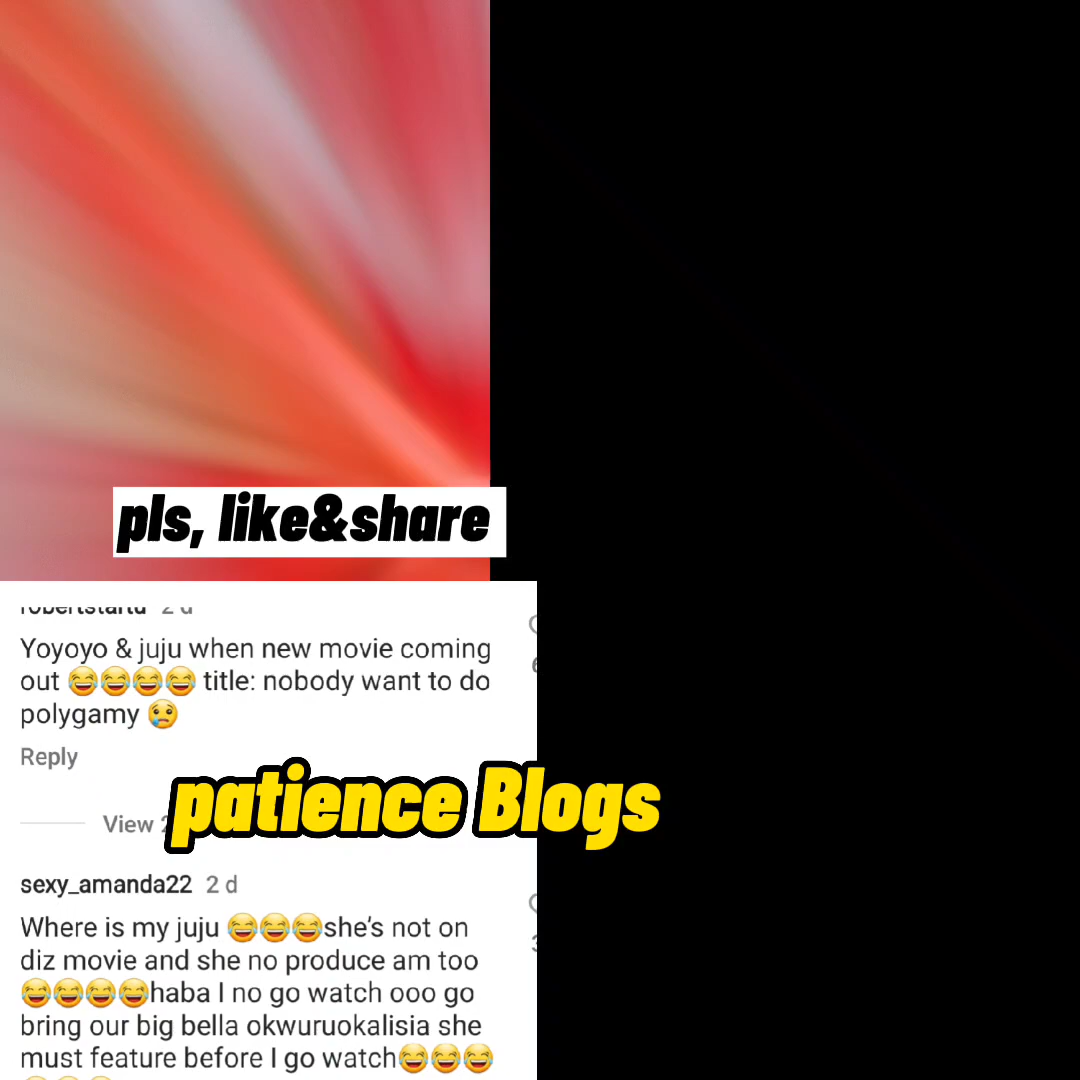 pls, like&share
robertstartu 2 d
Yoyoyo & juju when new movie coming
out 😂😂😂😂 title: nobody want to do
polygamy 😢
Reply
View
patience Blogs
sexy_amanda22 2 d
Where is my juju 😂😂😂she's not on
diz movie and she no produce am too
😂😂😂😂haba I no go watch ooo go
bring our big bella okwuruokalisia she
must feature before I go watch😂😂😂